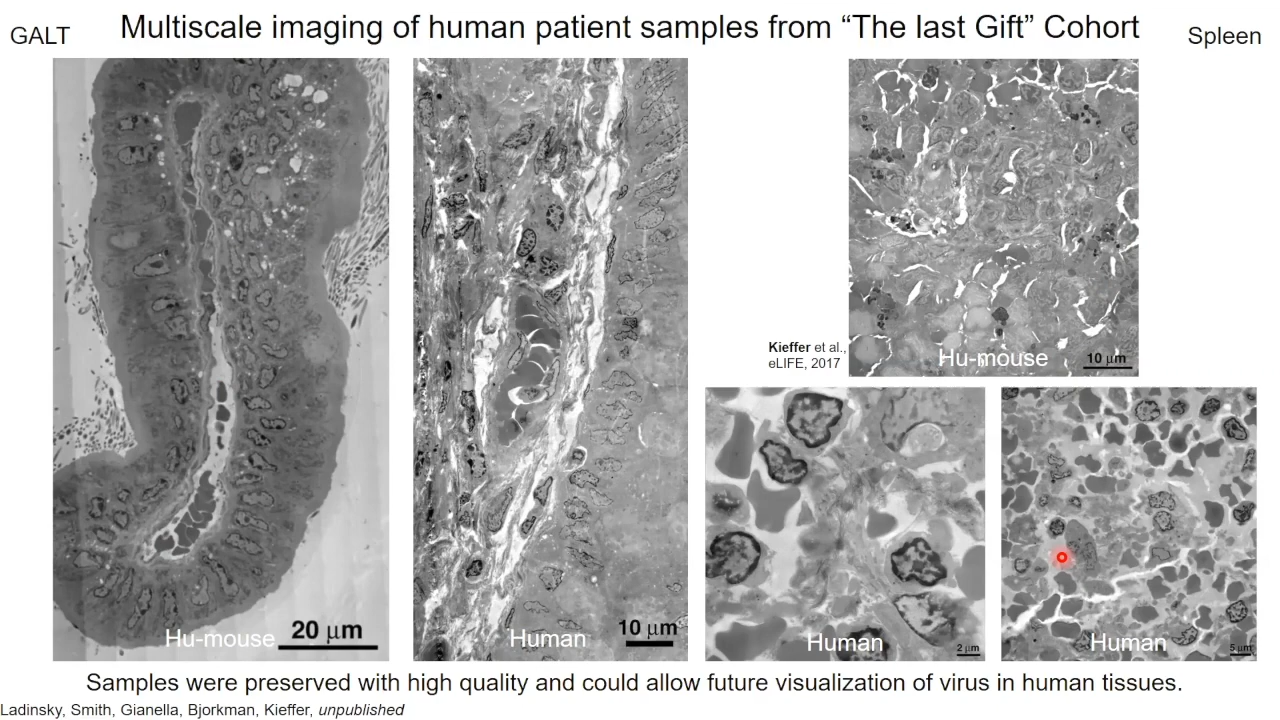 GALT
Multiscale imaging of human patient samples from “The last Gift” Cohort
Spleen
Hu-mouse
20 μm
Human
10 μm
Kieffer et al.,
eLIFE, 2017
Hu-mouse
10 μm
Human
2 μm
Human
5 μm
Samples were preserved with high quality and could allow future visualization of virus in human tissues.
Ladinsky, Smith, Gianella, Bjorkman, Kieffer, unpublished